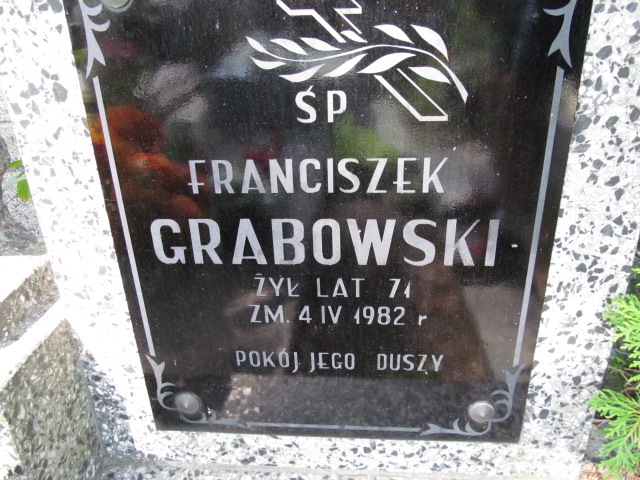 ŚP
FRANCISZEK
GRABOWSKI
ŻYŁ LAT 71
ZM. 4 IV 1982 r
POKÓJ JEGO DUSZY